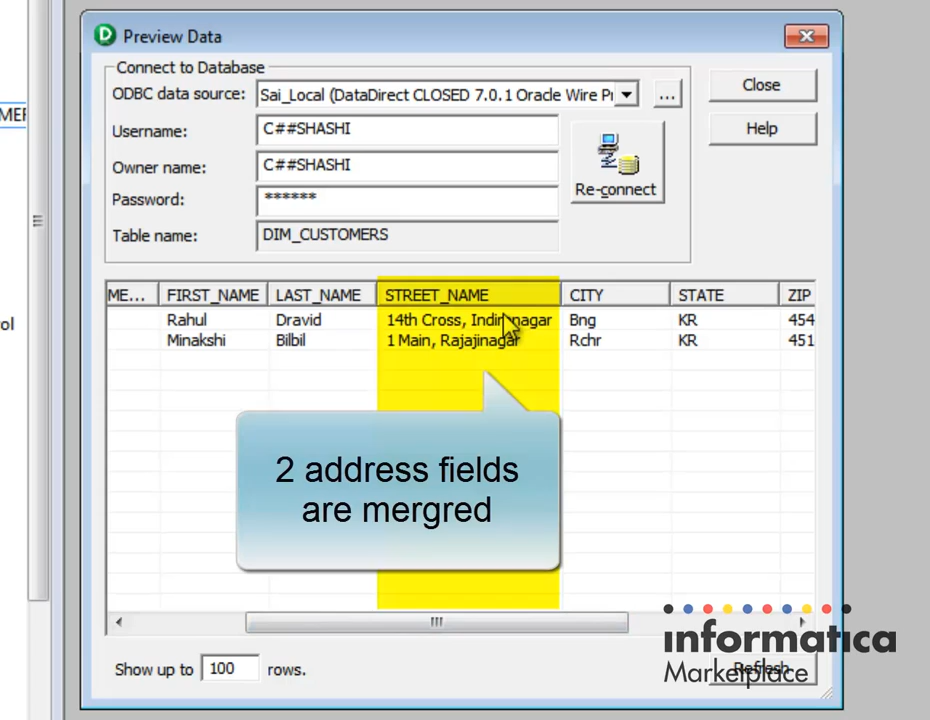 Preview Data
MER
Connect to Database
ODBC data source: Sai_Local (DataDirect CLOSED 7.0.1 Oracle Wire Pr ...
Close
Username: C##SHASHI
Help
Owner name: C##SHASHI
Re-connect
Password: ******
Table name: DIM_CUSTOMERS
ME... FIRST_NAME LAST_NAME STREET_NAME CITY STATE ZIP
ol
Rahul Dravid 14th Cross, Indiranagar Bng KR 454
Minakshi Bilbil 1 Main, Rajajinagar Rchr KR 451
2 address fields
are mergred
informatica
Marketplace
Refresh
Show up to 100 rows.